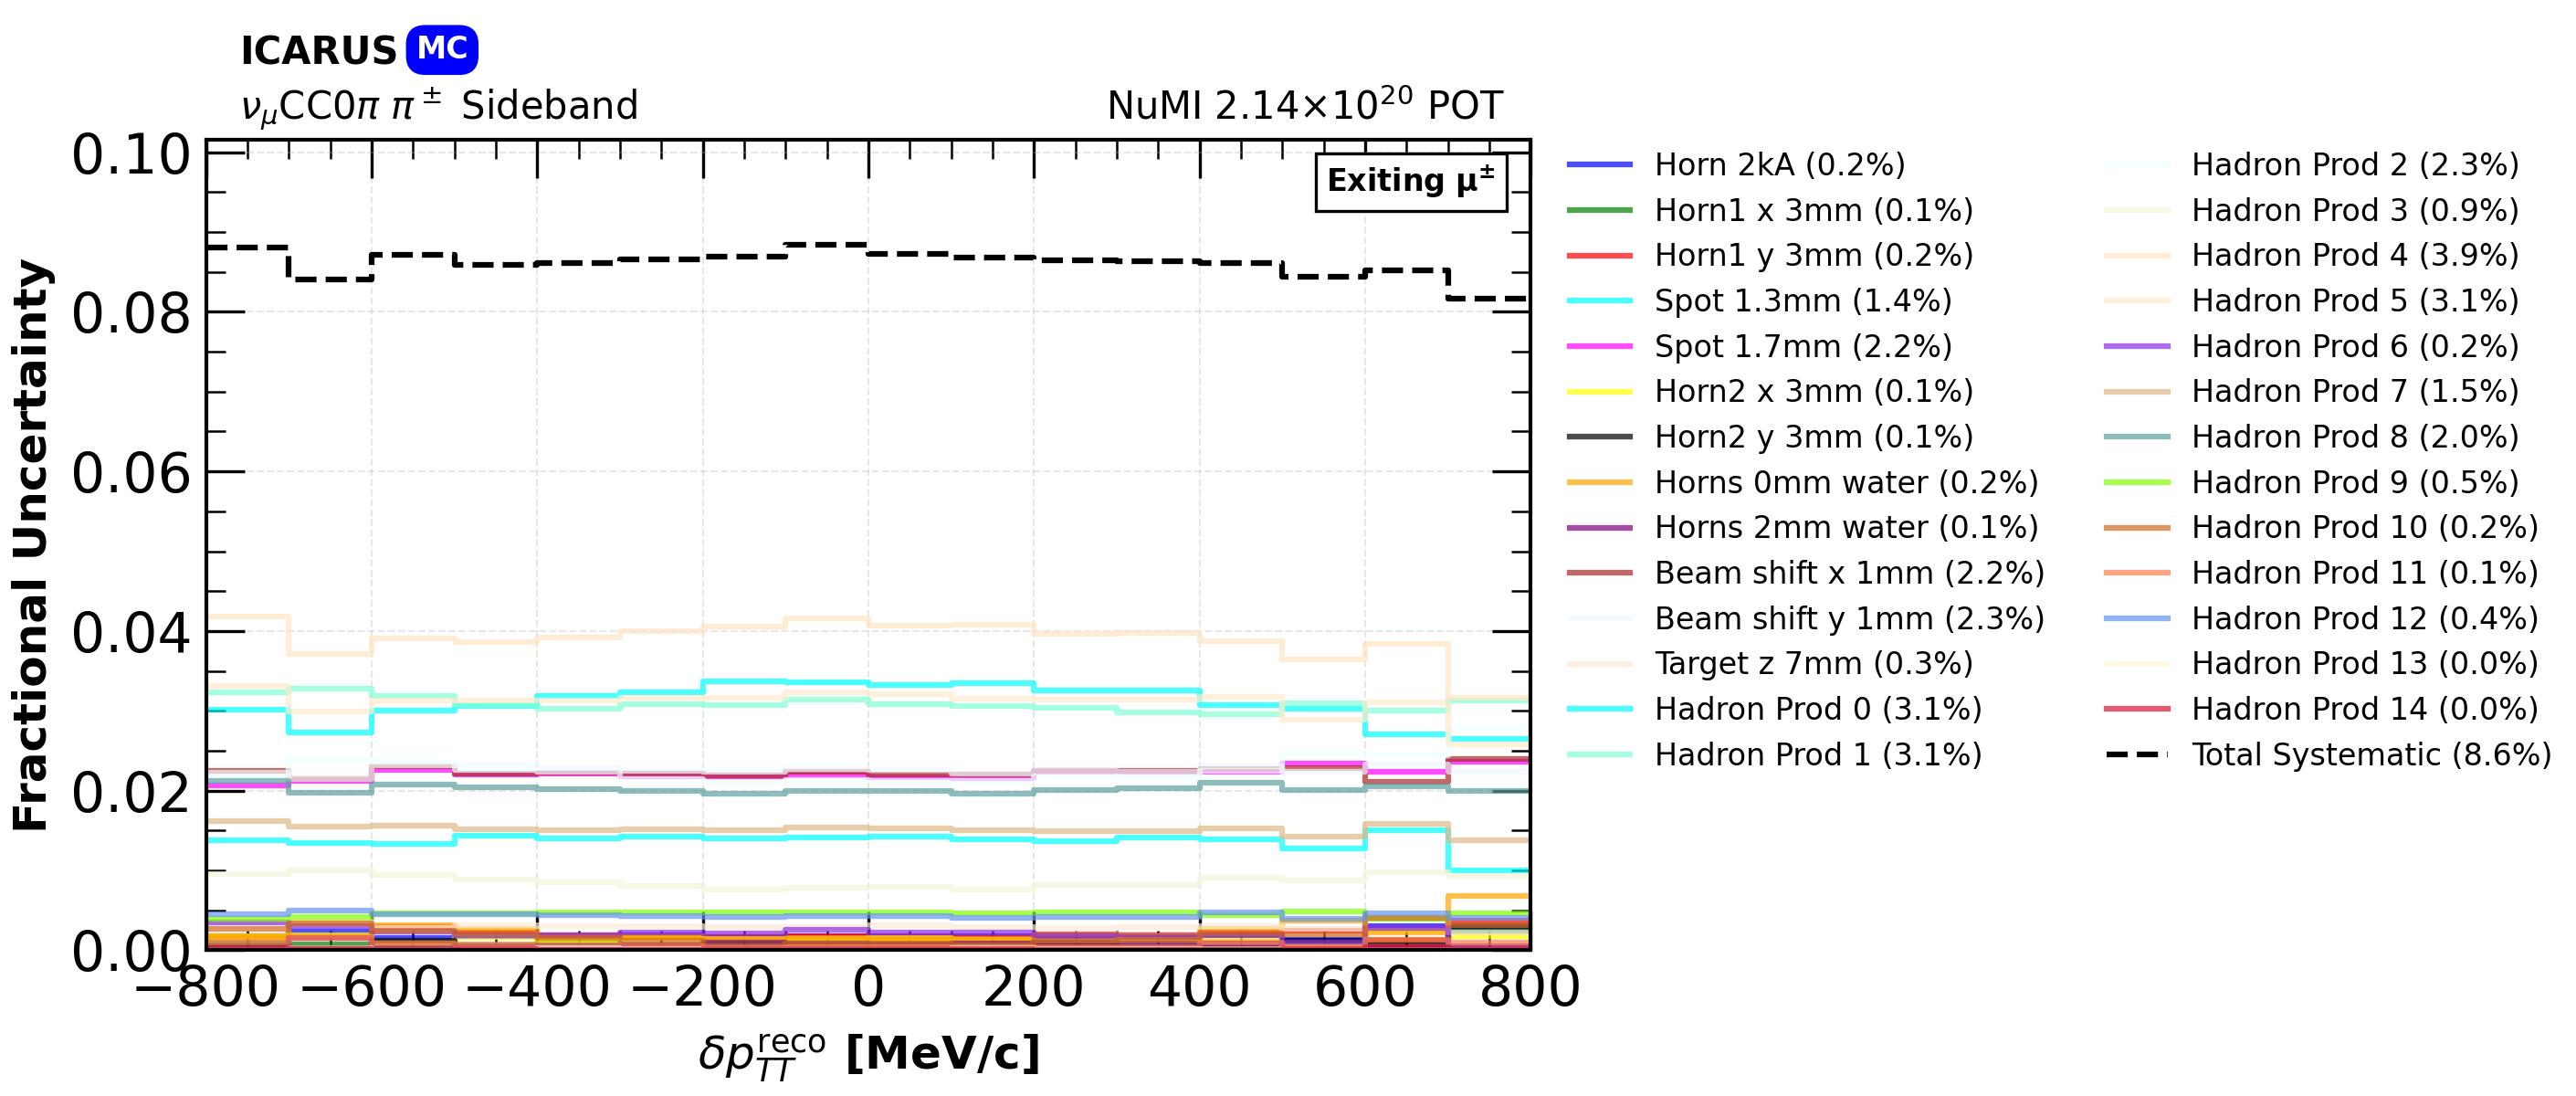 ICARUS MC
νμCC0π π± Sideband
NuMI 2.14×10²⁰ POT
Exiting μ±
Fractional Uncertainty
0.10
0.08
0.06
0.04
0.02
0.00
−800 −600 −400 −200 0 200 400 600 800
δp_TT^reco [MeV/c]
Horn 2kA (0.2%)
Horn1 x 3mm (0.1%)
Horn1 y 3mm (0.2%)
Spot 1.3mm (1.4%)
Spot 1.7mm (2.2%)
Horn2 x 3mm (0.1%)
Horn2 y 3mm (0.1%)
Horns 0mm water (0.2%)
Horns 2mm water (0.1%)
Beam shift x 1mm (2.2%)
Beam shift y 1mm (2.3%)
Target z 7mm (0.3%)
Hadron Prod 0 (3.1%)
Hadron Prod 1 (3.1%)
Hadron Prod 2 (2.3%)
Hadron Prod 3 (0.9%)
Hadron Prod 4 (3.9%)
Hadron Prod 5 (3.1%)
Hadron Prod 6 (0.2%)
Hadron Prod 7 (1.5%)
Hadron Prod 8 (2.0%)
Hadron Prod 9 (0.5%)
Hadron Prod 10 (0.2%)
Hadron Prod 11 (0.1%)
Hadron Prod 12 (0.4%)
Hadron Prod 13 (0.0%)
Hadron Prod 14 (0.0%)
Total Systematic (8.6%)